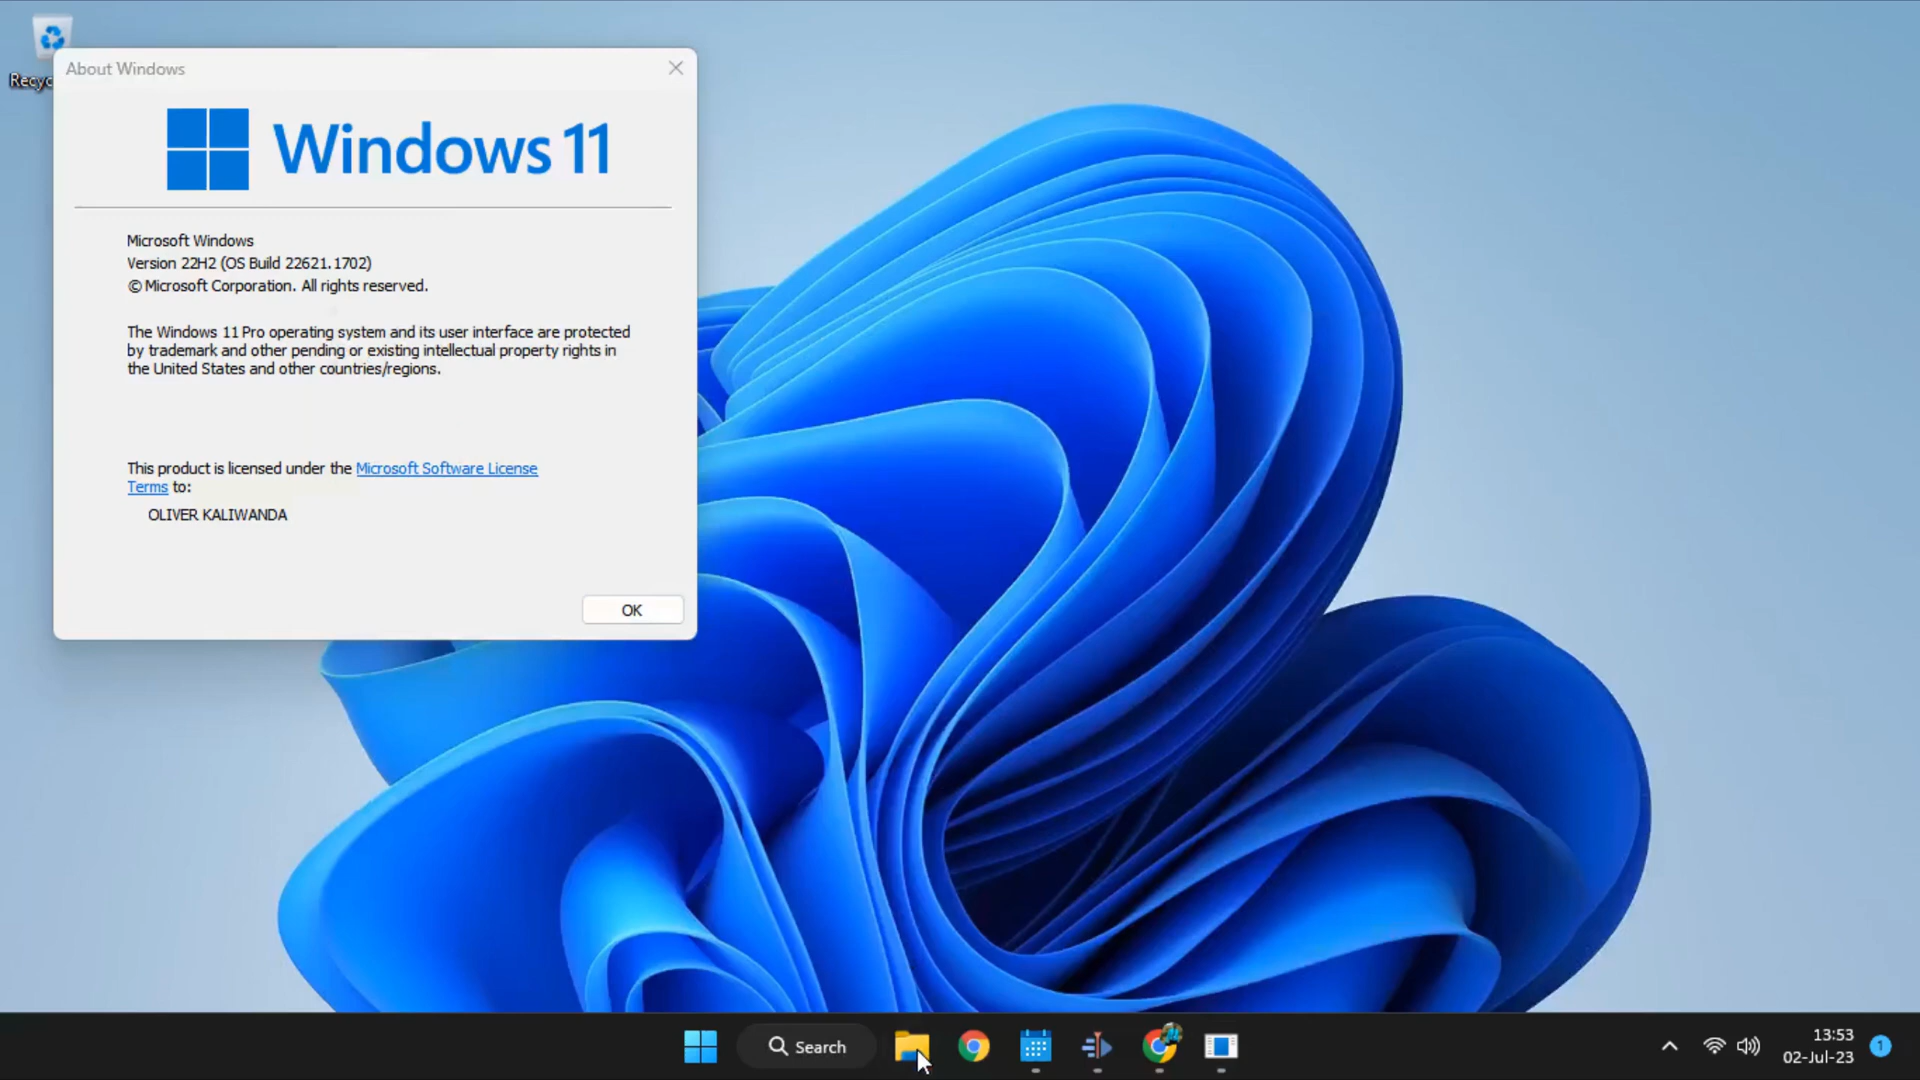 Recyc
About Windows
Windows 11
Microsoft Windows
Version 22H2 (OS Build 22621.1702)
© Microsoft Corporation. All rights reserved.
The Windows 11 Pro operating system and its user interface are protected
by trademark and other pending or existing intellectual property rights in
the United States and other countries/regions.
This product is licensed under the Microsoft Software License
Terms to:
OLIVER KALIWANDA
OK
Search
13:53
02-Jul-23
1